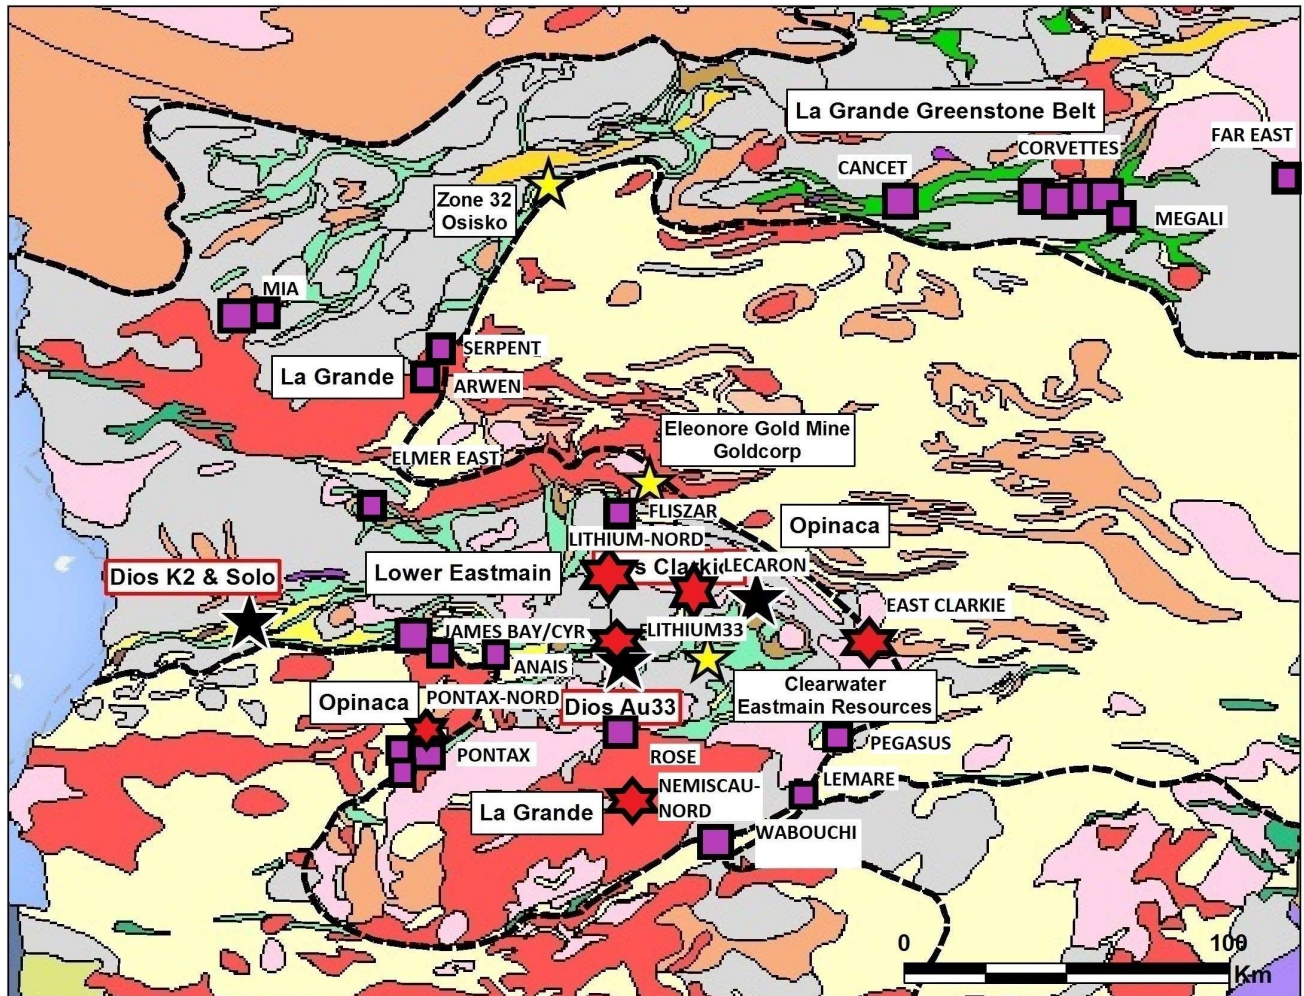 La Grande Greenstone Belt
FAR EAST
CORVETTES
CANCET
Zone 32
Osisko
MEGALI
MIA
SERPENT
La Grande
ARWEN
Eleonore Gold Mine
Goldcorp
ELMER EAST
FLISZAR
Opinaca
LITHIUM-NORD
LECARON
Dios K2 & Solo
Lower Eastmain
EAST CLARKIE
JAMES BAY/CYR
LITHIUM33
ANAIS
Clearwater
Eastmain Resources
Opinaca
PONTAX-NORD
Dios Au33
PEGASUS
PONTAX
ROSE
LEMARE
NEMISCAU-
NORD
La Grande
WABOUCHI
0 100
Km